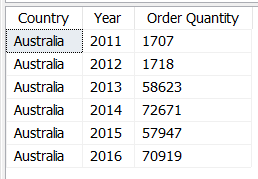 Country Year Order Quantity
Australia 2011 1707
Australia 2012 1718
Australia 2013 58623
Australia 2014 72671
Australia 2015 57947
Australia 2016 70919